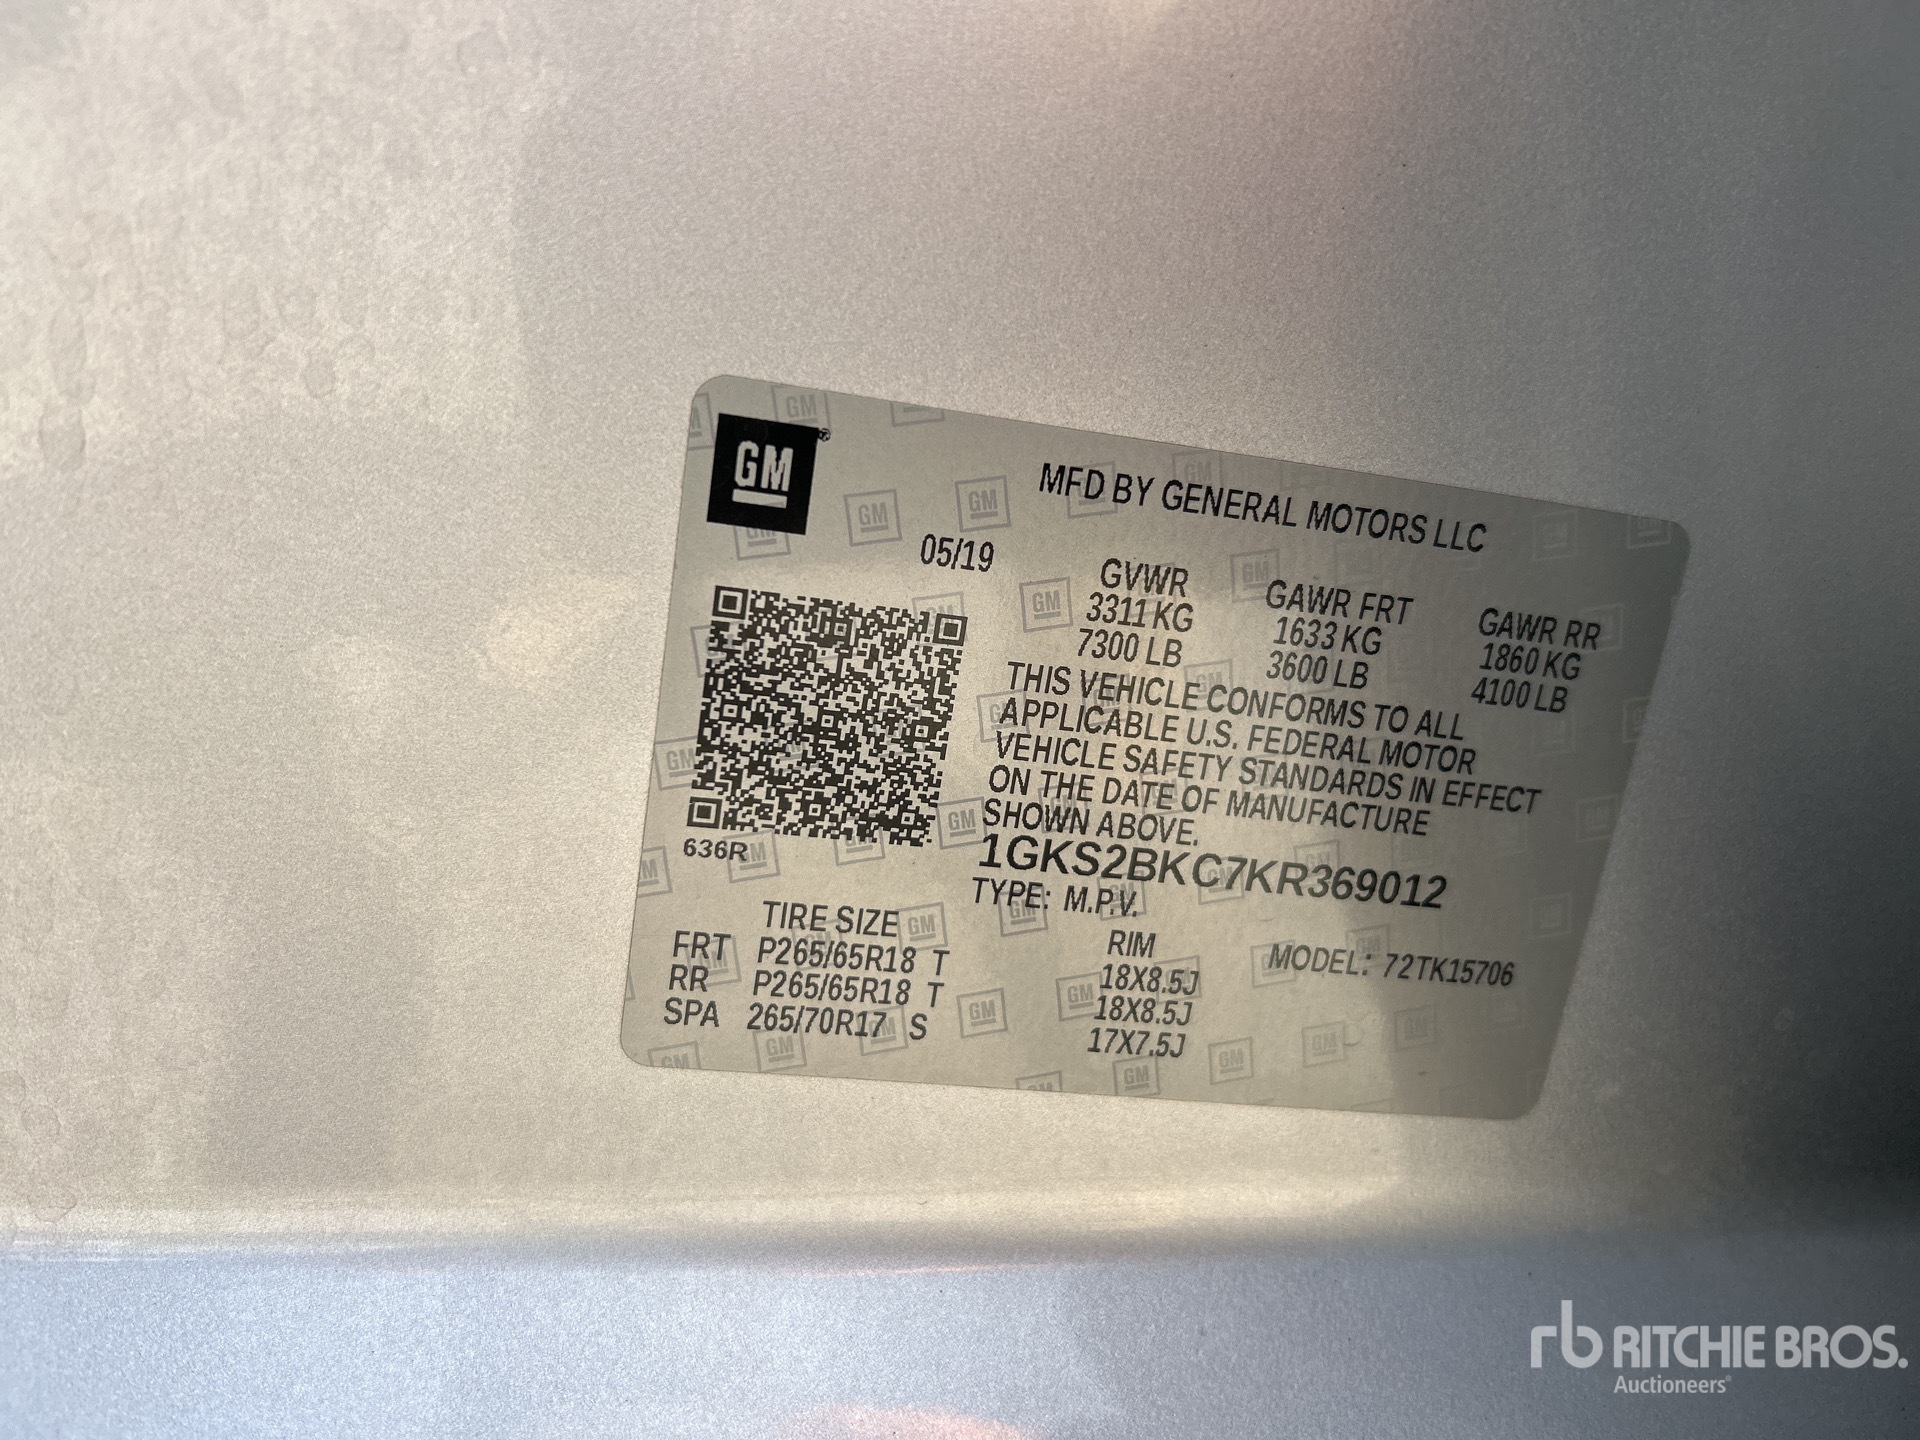 GM
MFD BY GENERAL MOTORS LLC
05/19
GVWR GAWR FRT GAWR RR
3311 KG 1633 KG 1860 KG
7300 LB 3600 LB 4100 LB
THIS VEHICLE CONFORMS TO ALL
APPLICABLE U.S. FEDERAL MOTOR
VEHICLE SAFETY STANDARDS IN EFFECT
ON THE DATE OF MANUFACTURE
SHOWN ABOVE.
636R
1GKS2BKC7KR369012
TYPE: M.P.V.
TIRE SIZE RIM MODEL: 72TK15706
FRT P265/65R18 T 18X8.5J
RR P265/65R18 T 18X8.5J
SPA 265/70R17 S 17X7.5J
rb RITCHIE BROS.
Auctioneers®